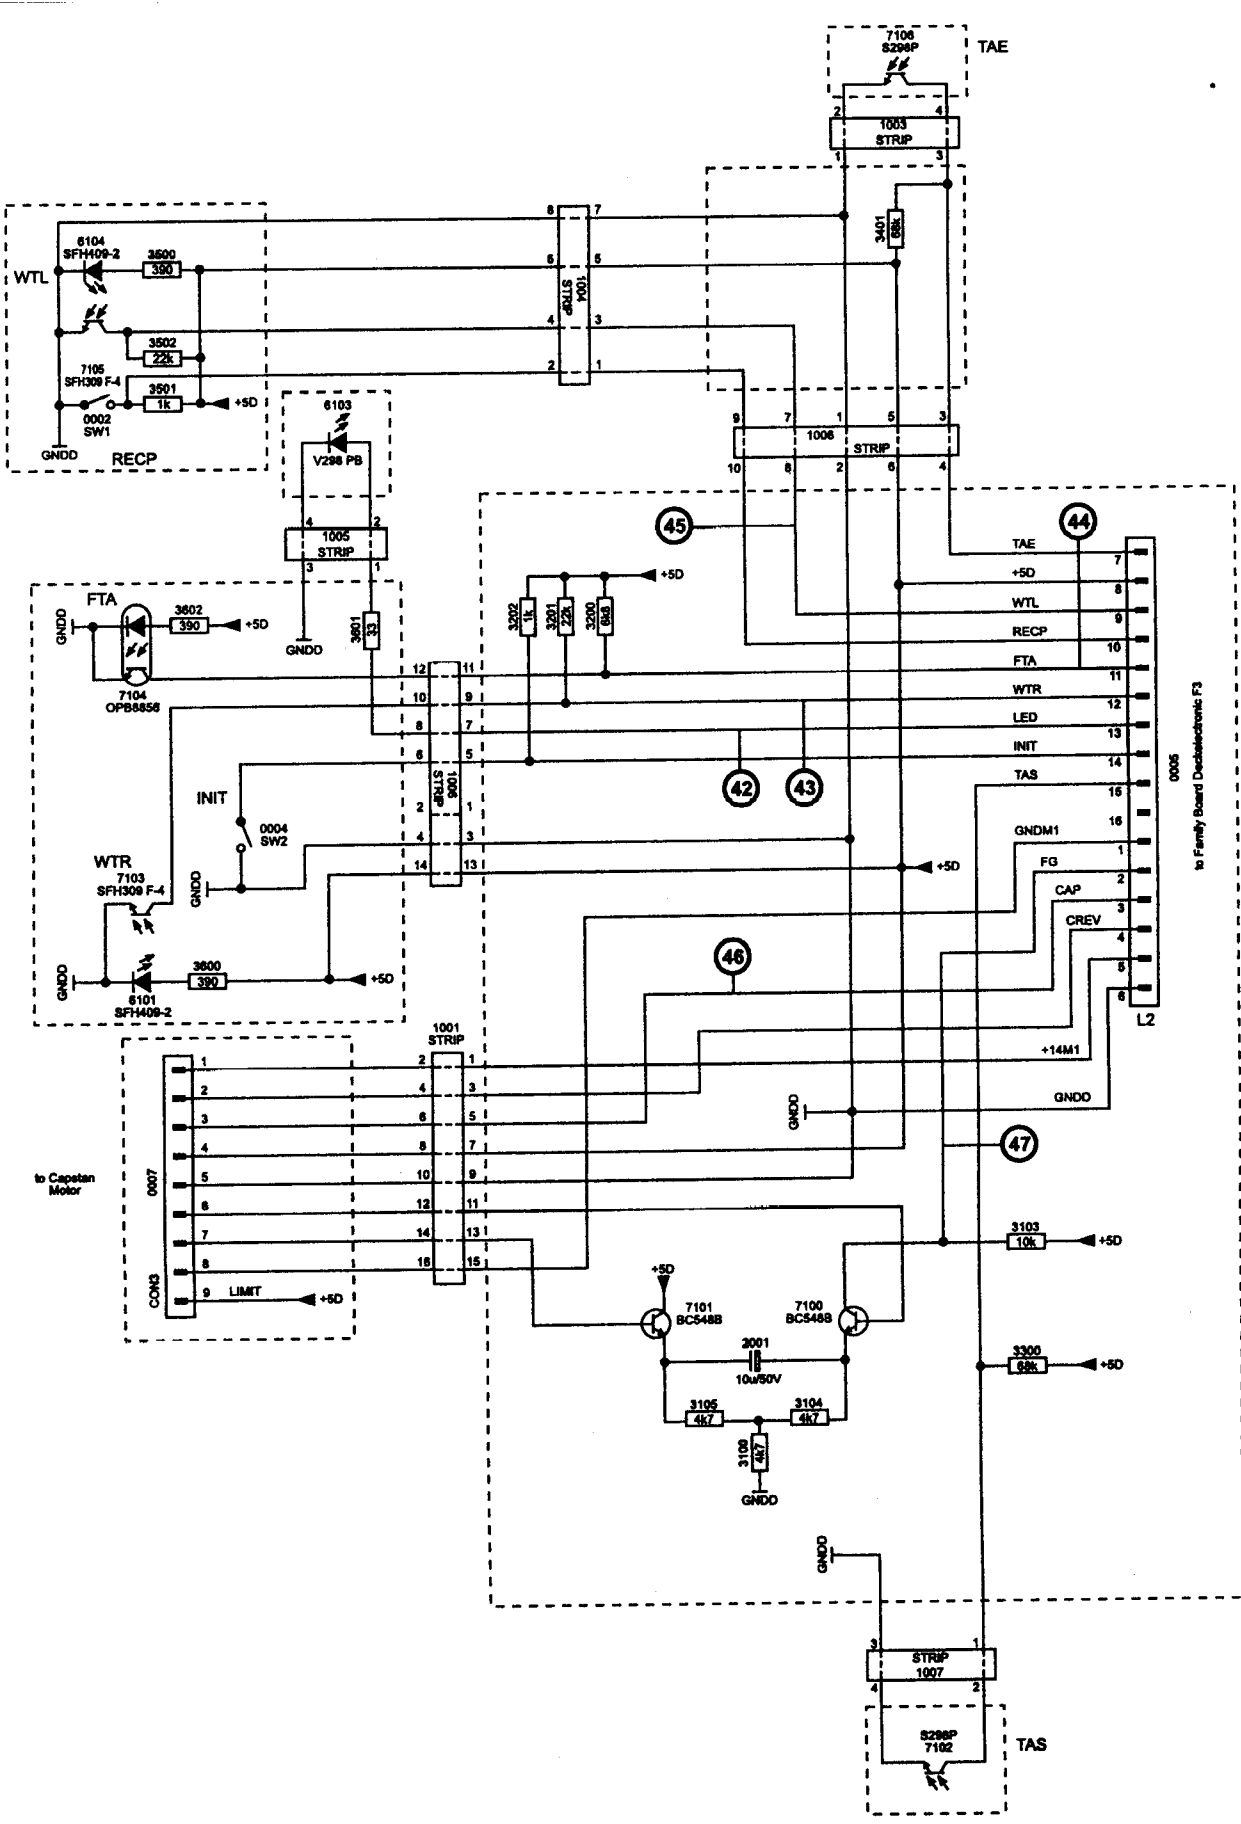 7106
S298P
TAE
2
4
1003
STRIP
1
3
3401
68k
8
7
6
5
1004
STRIP
4
3
2
1
6104
SFH409-2
3500
390
WTL
3502
22k
7105
SFH309 F-4
3501
1k
+5D
0002
SW1
GNDD
RECP
6103
V298 PB
4
2
1005
STRIP
3
1
9
7
1
5
3
1006
STRIP
10
8
2
6
4
45
44
FTA
GNDD
3602
390
+5D
7104
OPB8856
GNDD
3601
33
+5D
3202
1k
3201
22k
3200
6k8
TAE
7
+5D
8
WTL
9
RECP
10
FTA
11
WTR
12
LED
13
INIT
14
TAS
15
16
GNDM1
1
FG
2
CAP
3
CREV
4
5
6
L2
0005
to Family Board Deckelectronic F3
12
11
10
9
8
7
6
5
1006
STRIP
2
1
4
3
14
13
42
43
INIT
0004
SW2
GNDD
WTR
7103
SFH309 F-4
+5D
GNDD
3600
390
+5D
6101
SFH409-2
46
+14M1
GNDD
GNDD
47
1001
STRIP
2
1
4
3
6
5
8
7
10
9
12
11
14
13
16
15
to Capstan
Motor
0007
CON3
1
2
3
4
5
6
7
8
9
LIMIT
+5D
3103
10k
+5D
+5D
7101
BC548B
7100
BC548B
2001
10u/50V
3300
68k
+5D
3105
4k7
3104
4k7
3100
4k7
GNDD
GNDD
3
1
STRIP
1007
4
2
S298P
7102
TAS